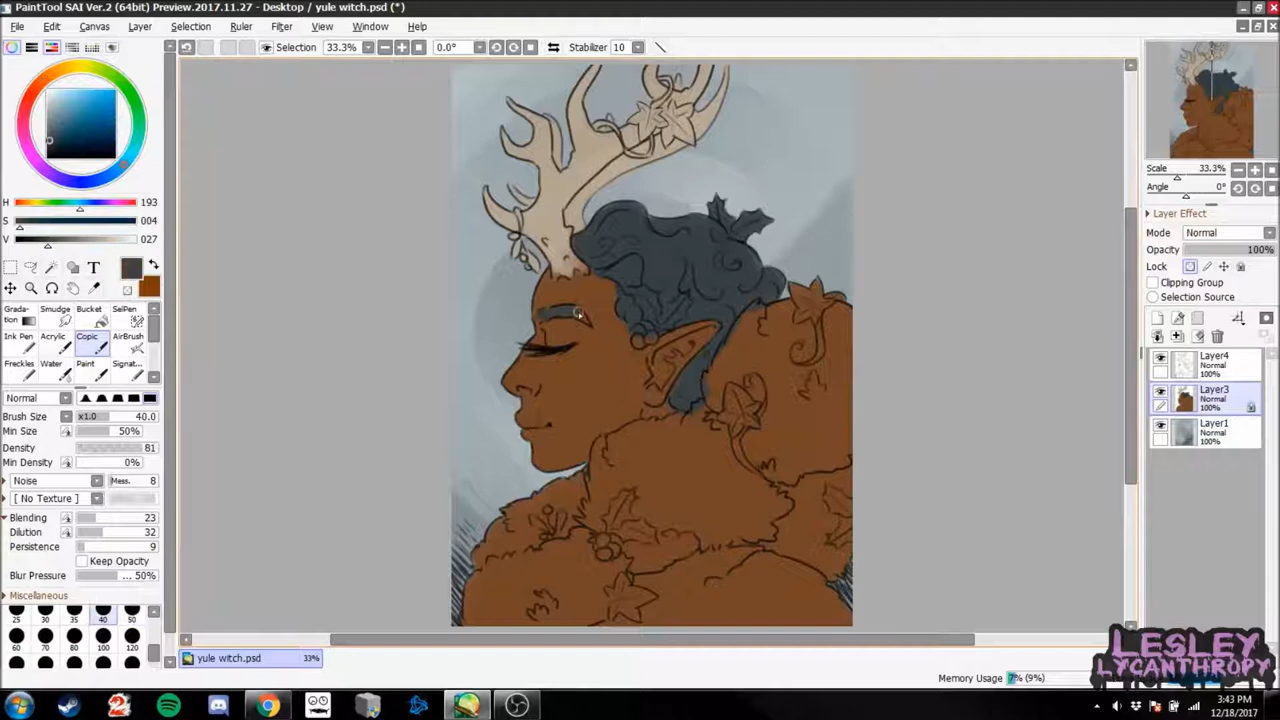 PaintTool SAI Ver.2 (64bit) Preview.2017.11.27 - Desktop / yule witch.psd (*)
File Edit Canvas Layer Selection Ruler Filter View Window Help
Selection 33.3% 0.0° Stabilizer 10
Scale 33.3%
Angle 0°
H 193
S 004
V 027
T
Layer Effect
Mode Normal
Opacity 100%
Lock
Clipping Group
Selection Source
Grada-tion Smudge Bucket SelPen
Ink Pen Acrylic Copic AirBrush
Freckles Water Paint Signat...
Normal
Brush Size x1.0 40.0
Min Size 50%
Density 81
Min Density 0%
Noise Mess. 8
[ No Texture ]
Blending 23
Dilution 32
Persistence 9
Keep Opacity
Blur Pressure ... 50%
Miscellaneous
25 30 35 40 50
60 70 80 100 120
Layer4
Normal
100%
Layer3
Normal
100%
Layer1
Normal
100%
yule witch.psd 33%
Memory Usage 7% (9%)
LESLEY
LYCANTHROPY
3:43 PM
12/18/2017